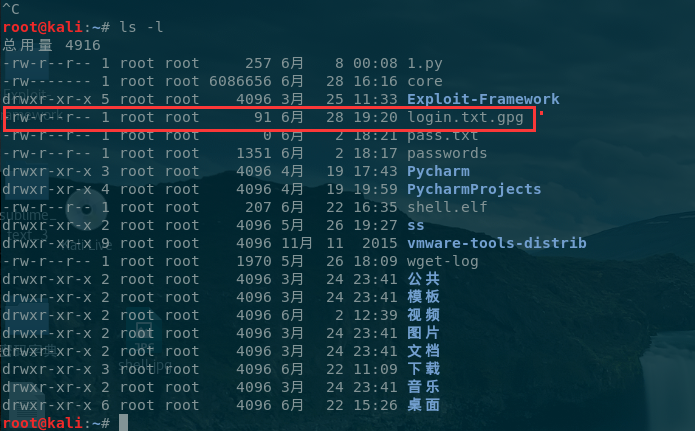 ^C
root@kali:~# ls -l
总用量 4916
-rw-r--r-- 1 root root 257 6月 8 00:08 1.py
-rw------- 1 root root 6086656 6月 28 16:16 core
drwxr-xr-x 5 root root 4096 3月 25 11:33 Exploit-Framework
-rw-r--r-- 1 root root 91 6月 28 19:20 login.txt.gpg
-rw-r--r-- 1 root root 0 6月 2 18:21 pass.txt
-rw-r--r-- 1 root root 1351 6月 2 18:17 passwords
drwxr-xr-x 3 root root 4096 4月 19 17:43 Pycharm
drwxr-xr-x 4 root root 4096 4月 19 19:59 PycharmProjects
-rw-r--r-- 1 root root 207 6月 22 16:35 shell.elf
drwxr-xr-x 2 root root 4096 5月 26 19:27 ss
drwxr-xr-x 9 root root 4096 11月 11 2015 vmware-tools-distrib
-rw-r--r-- 1 root root 1970 5月 26 18:09 wget-log
drwxr-xr-x 2 root root 4096 3月 24 23:41 公共
drwxr-xr-x 2 root root 4096 3月 24 23:41 模板
drwxr-xr-x 2 root root 4096 6月 2 12:39 视频
drwxr-xr-x 2 root root 4096 3月 24 23:41 图片
drwxr-xr-x 2 root root 4096 3月 24 23:41 文档
drwxr-xr-x 3 root root 4096 6月 22 11:09 下载
drwxr-xr-x 2 root root 4096 3月 24 23:41 音乐
drwxr-xr-x 6 root root 4096 6月 22 15:26 桌面
root@kali:~#